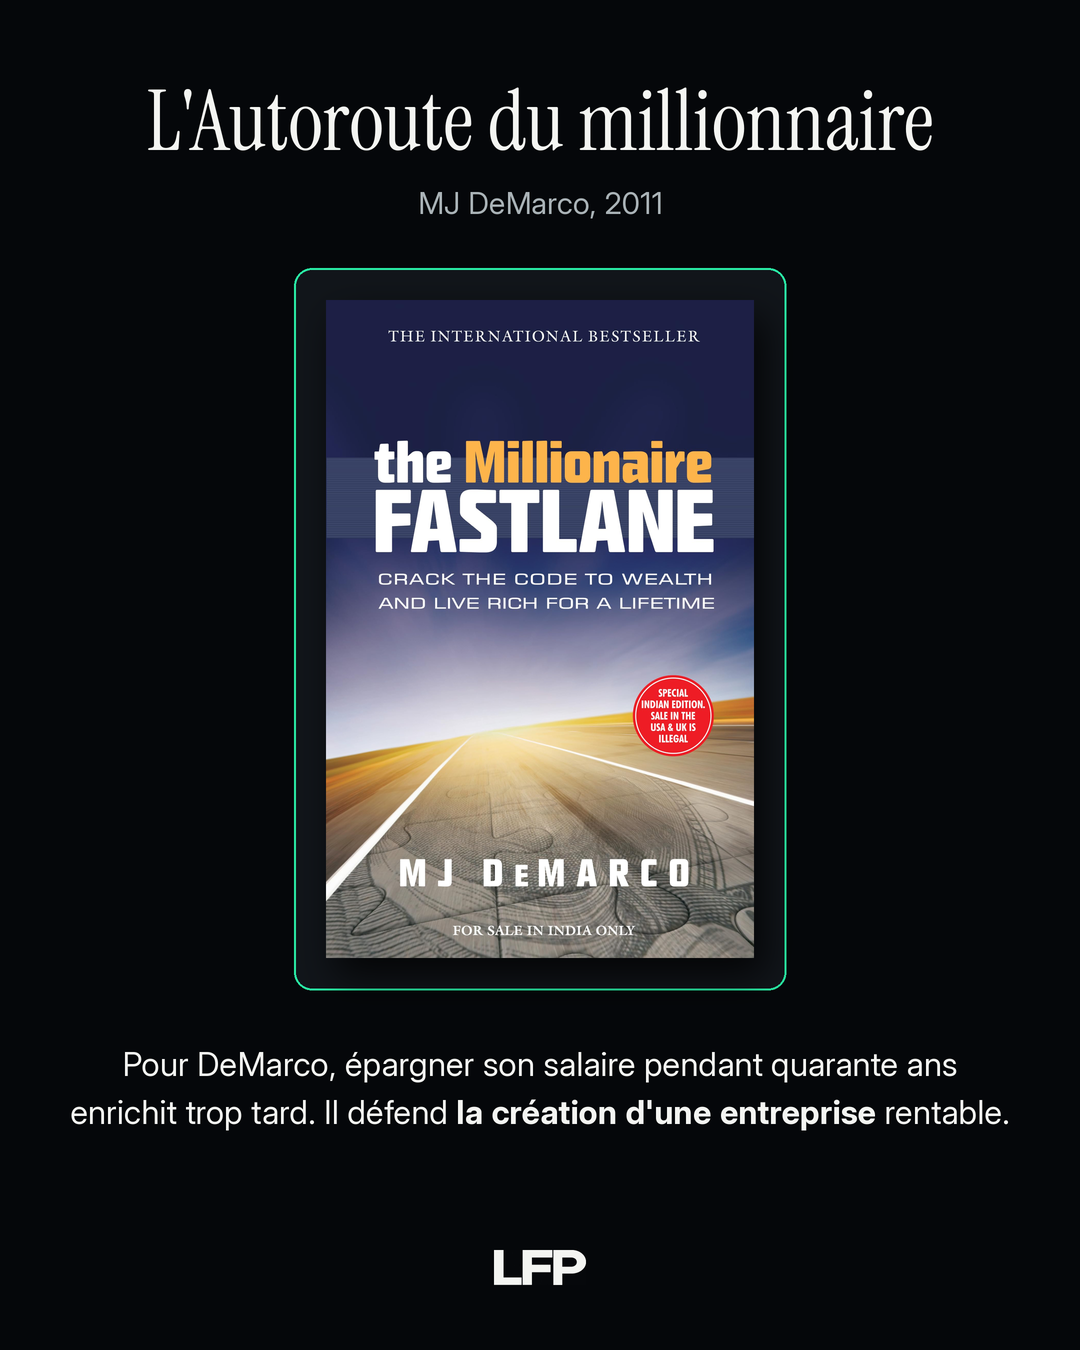 L'Autoroute du millionnaire
MJ DeMarco, 2011
THE INTERNATIONAL BESTSELLER
the Millionaire
FASTLANE
CRACK THE CODE TO WEALTH
AND LIVE RICH FOR A LIFETIME
SPECIAL
INDIAN EDITION.
SALE IN THE
USA & UK IS
ILLEGAL
MJ DEMARCO
FOR SALE IN INDIA ONLY
Pour DeMarco, épargner son salaire pendant quarante ans
enrichit trop tard. Il défend la création d'une entreprise rentable.
LFP